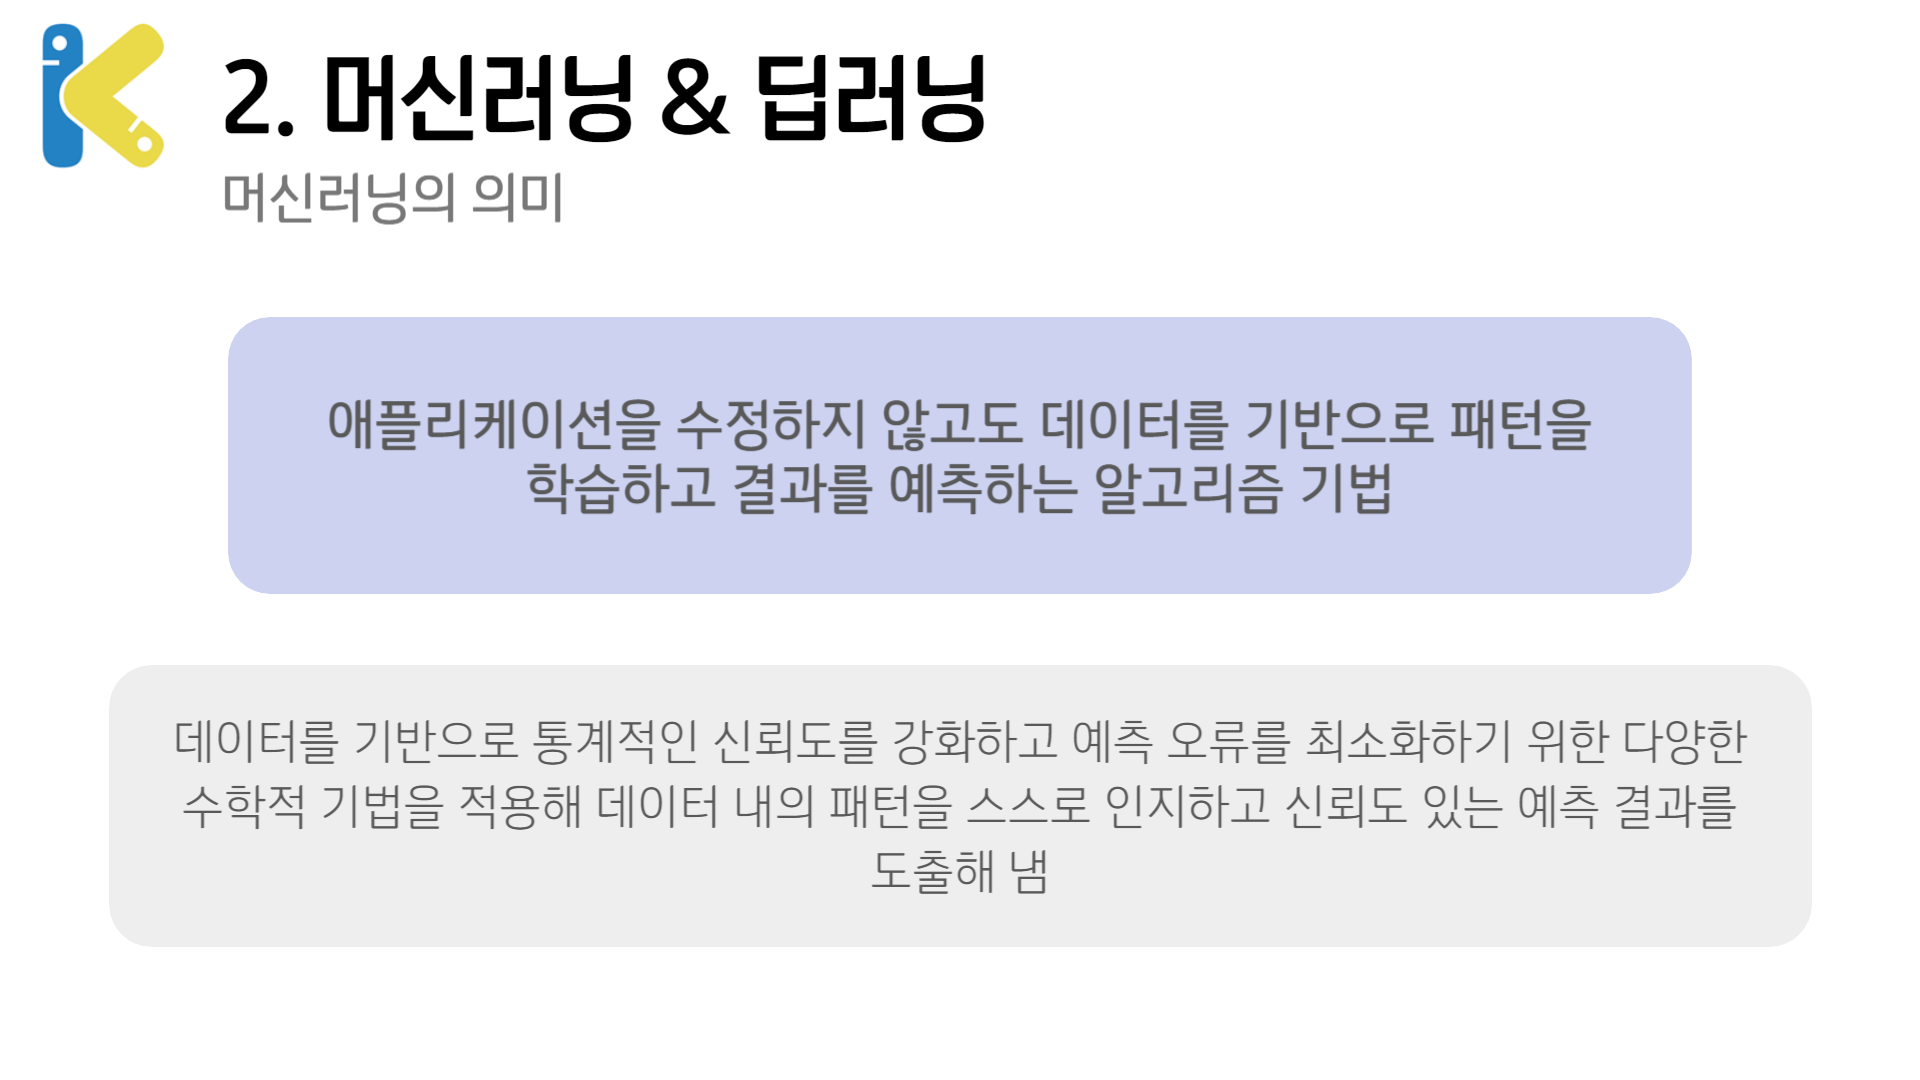 2. 머신러닝 & 딥러닝
머신러닝의 의미
애플리케이션을 수정하지 않고도 데이터를 기반으로 패턴을
학습하고 결과를 예측하는 알고리즘 기법
데이터를 기반으로 통계적인 신뢰도를 강화하고 예측 오류를 최소화하기 위한 다양한
수학적 기법을 적용해 데이터 내의 패턴을 스스로 인지하고 신뢰도 있는 예측 결과를
도출해 냄